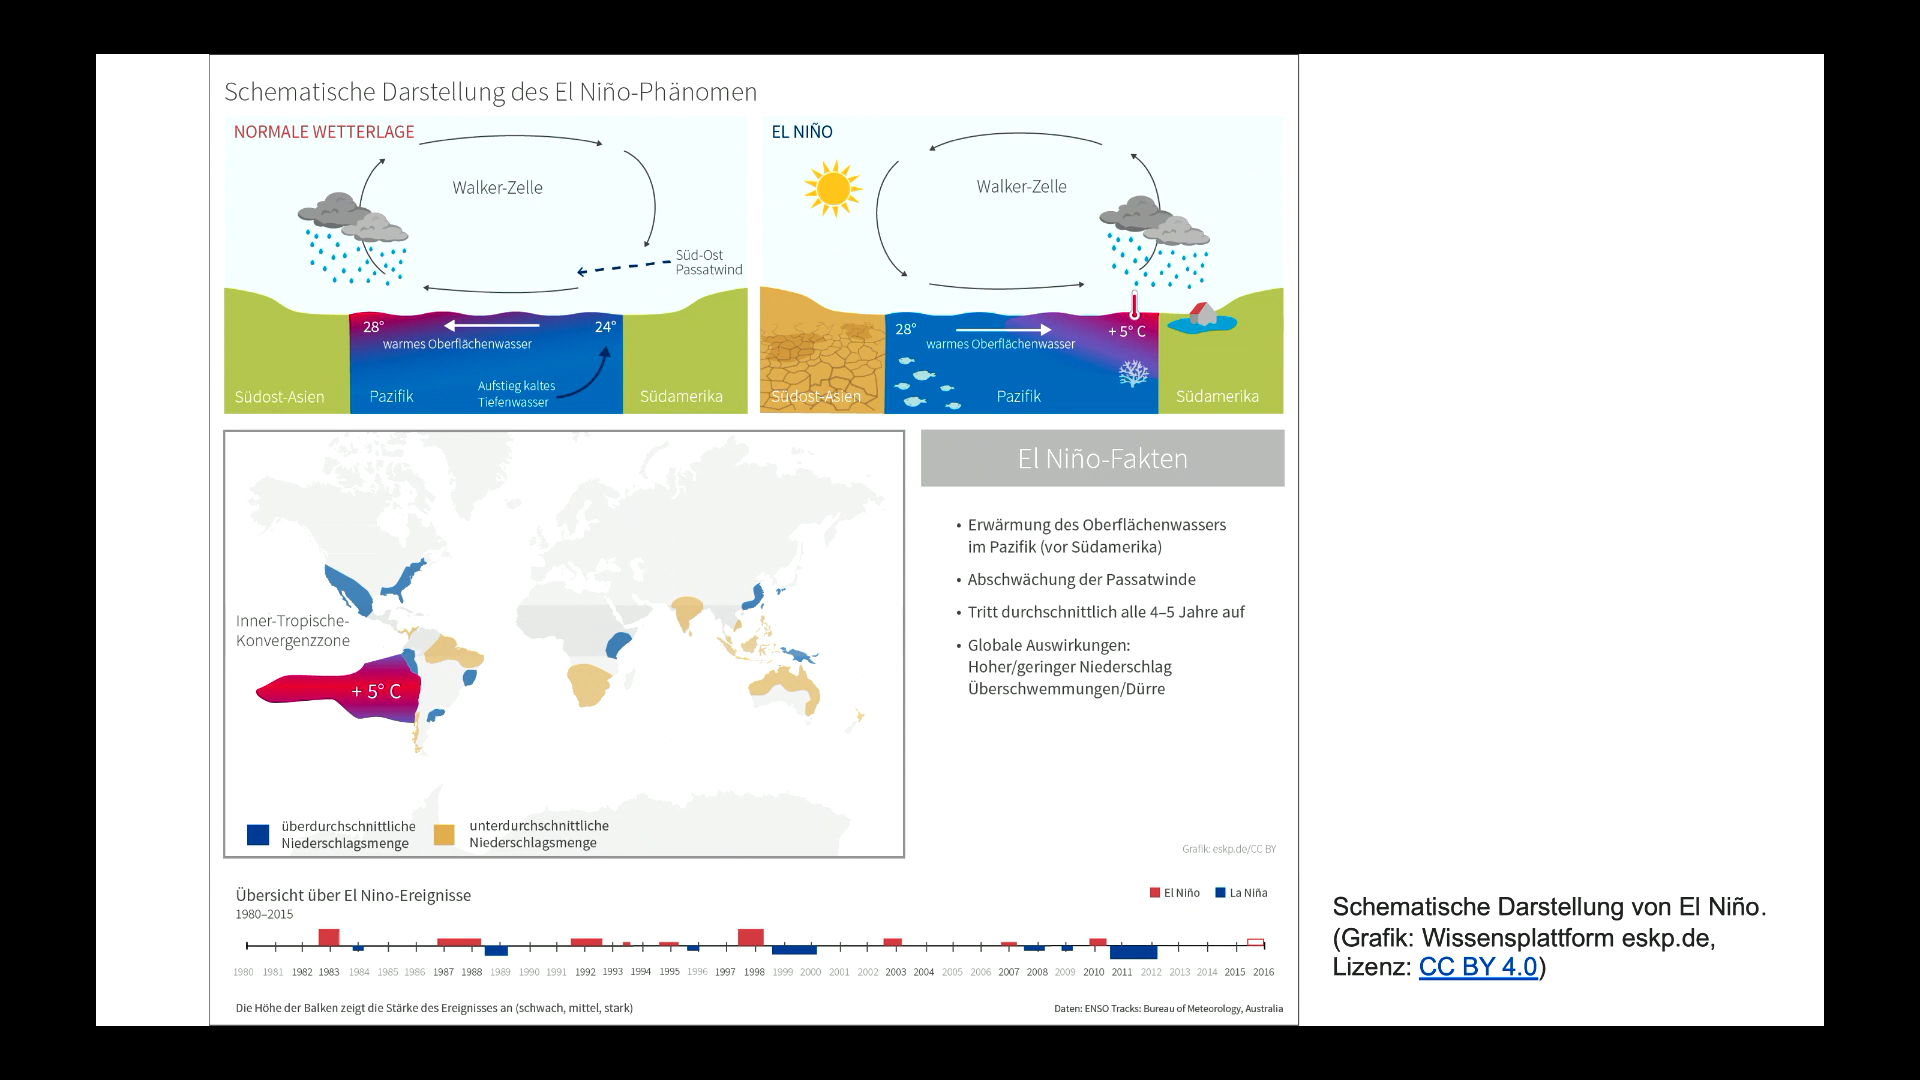 Schematische Darstellung des El Niño-Phänomen
NORMALE WETTERLAGE
Walker-Zelle
Süd-Ost
Passatwind
28°
24°
warmes Oberflächenwasser
Aufstieg kaltes
Tiefenwasser
Südost-Asien
Pazifik
Südamerika
EL NIÑO
Walker-Zelle
28°
+ 5° C
warmes Oberflächenwasser
Südost-Asien
Pazifik
Südamerika
Inner-Tropische-
Konvergenzzone
+ 5° C
überdurchschnittliche
Niederschlagsmenge
unterdurchschnittliche
Niederschlagsmenge
El Niño-Fakten
• Erwärmung des Oberflächenwassers
im Pazifik (vor Südamerika)
• Abschwächung der Passatwinde
• Tritt durchschnittlich alle 4–5 Jahre auf
• Globale Auswirkungen:
Hoher/geringer Niederschlag
Überschwemmungen/Dürre
Grafik: eskp.de/CC BY
Übersicht über El Nino-Ereignisse
1980–2015
El Niño
La Niña
1980 1981 1982 1983 1984 1985 1986 1987 1988 1989 1990 1991 1992 1993 1994 1995 1996 1997 1998 1999 2000 2001 2002 2003 2004 2005 2006 2007 2008 2009 2010 2011 2012 2013 2014 2015 2016
Die Höhe der Balken zeigt die Stärke des Ereignisses an (schwach, mittel, stark)
Daten: ENSO Tracks: Bureau of Meteorology, Australia
Schematische Darstellung von El Niño.
(Grafik: Wissensplattform eskp.de,
Lizenz: CC BY 4.0)